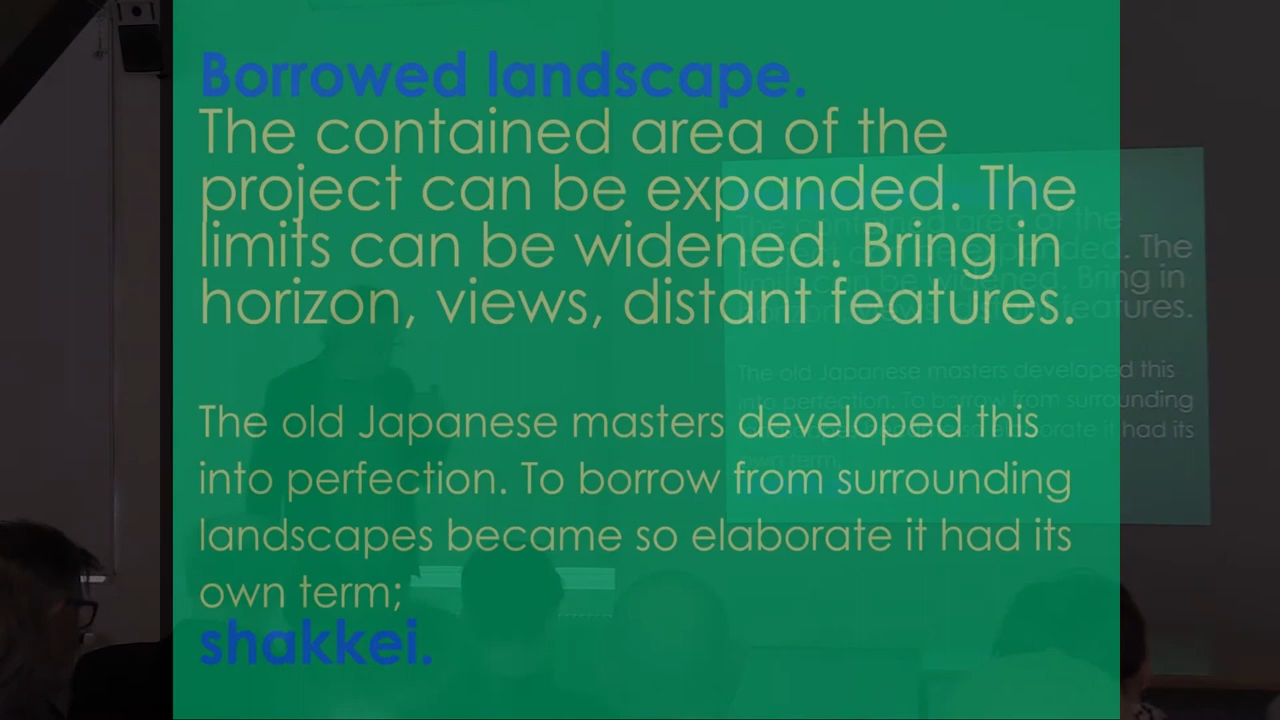 Borrowed landscape.
The contained area of the
project can be expanded. The
limits can be widened. Bring in
horizon, views, distant features.
The old Japanese masters developed this
into perfection. To borrow from surrounding
landscapes became so elaborate it had its
own term;
shakkei.